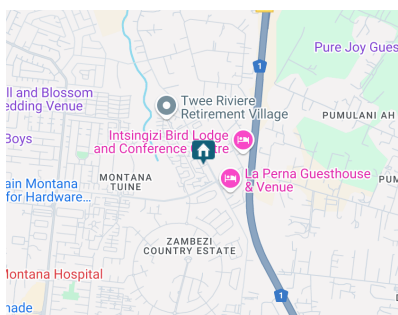 Pure Joy Gues
1
ll and Blossom
edding Venue
Twee Riviere
Retirement Village
PUMULANI AH
Boys
Intsingizi Bird Lodge
and Conference Centre
La Perna Guesthouse
& Venue
PUM
MONTANA
TUINE
ain Montana
for Hardware...
ZAMBEZI
COUNTRY ESTATE
Montana Hospital
1
nade